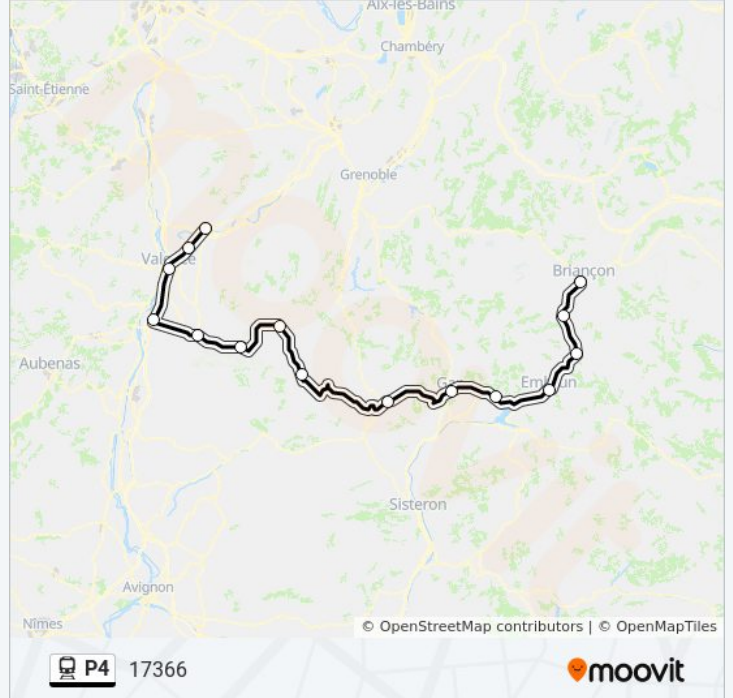 Aix-les-Bains
Chambéry
Saint-Étienne
Grenoble
Valence
Briançon
Aubenas
Gap
Embrun
Sisteron
Avignon
Nîmes
© OpenStreetMap contributors | © OpenMapTiles
P4 17366
moovit